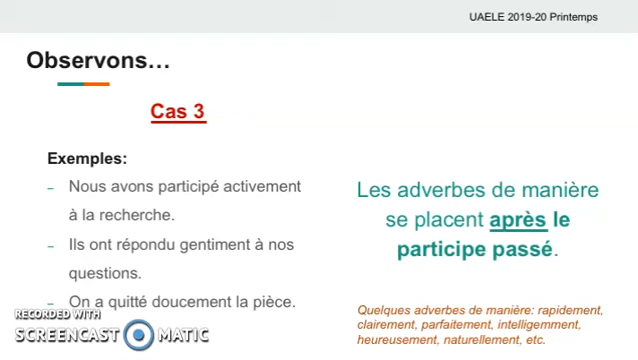 UAELE 2019-20 Printemps
Observons…
Cas 3
Exemples:
– Nous avons participé activement
à la recherche.
– Ils ont répondu gentiment à nos
questions.
– On a quitté doucement la pièce.
Les adverbes de manière
se placent après le
participe passé.
Quelques adverbes de manière: rapidement,
clairement, parfaitement, intelligemment,
heureusement, naturellement, etc.
RECORDED WITH
SCREENCAST MATIC